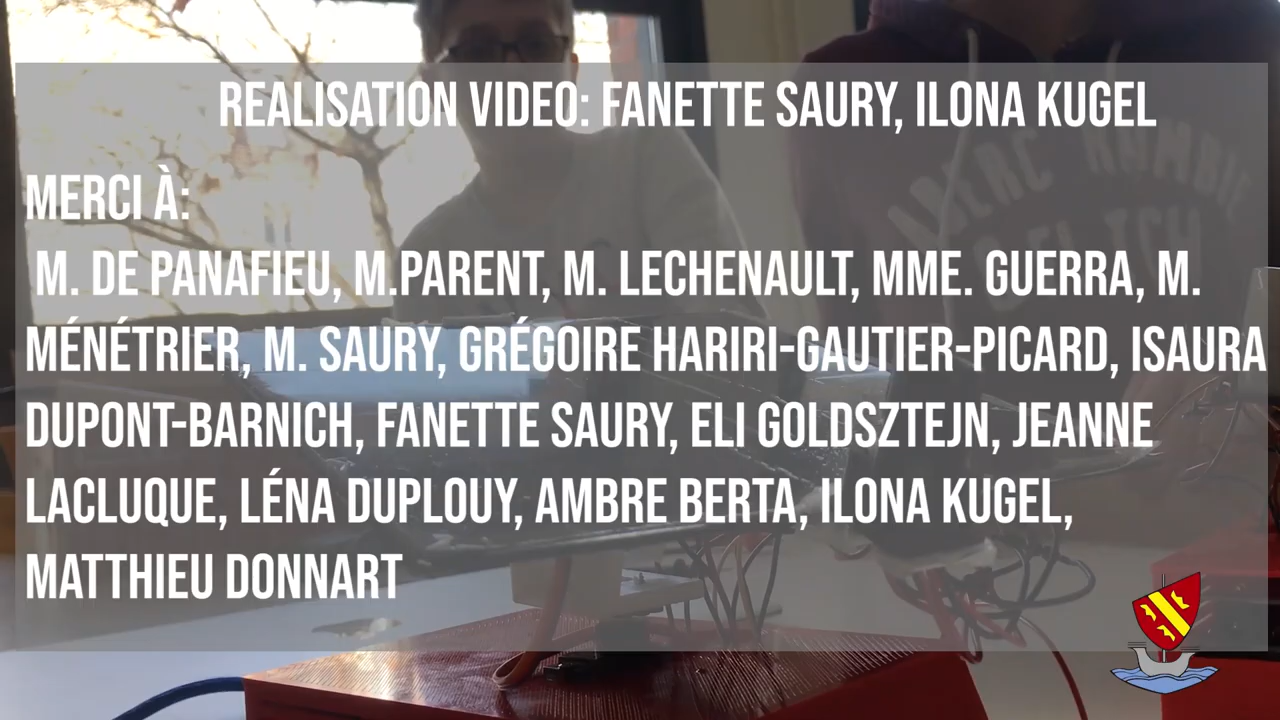 REALISATION VIDEO: FANETTE SAURY, ILONA KUGEL
MERCI À:
M. DE PANAFIEU, M.PARENT, M. LECHENAULT, MME. GUERRA, M.
MÉNÉTRIER, M. SAURY, GRÉGOIRE HARIRI-GAUTIER-PICARD, ISAURA
DUPONT-BARNICH, FANETTE SAURY, ELI GOLDSZTEJN, JEANNE
LACLUQUE, LÉNA DUPLOUY, AMBRE BERTA, ILONA KUGEL,
MATTHIEU DONNART